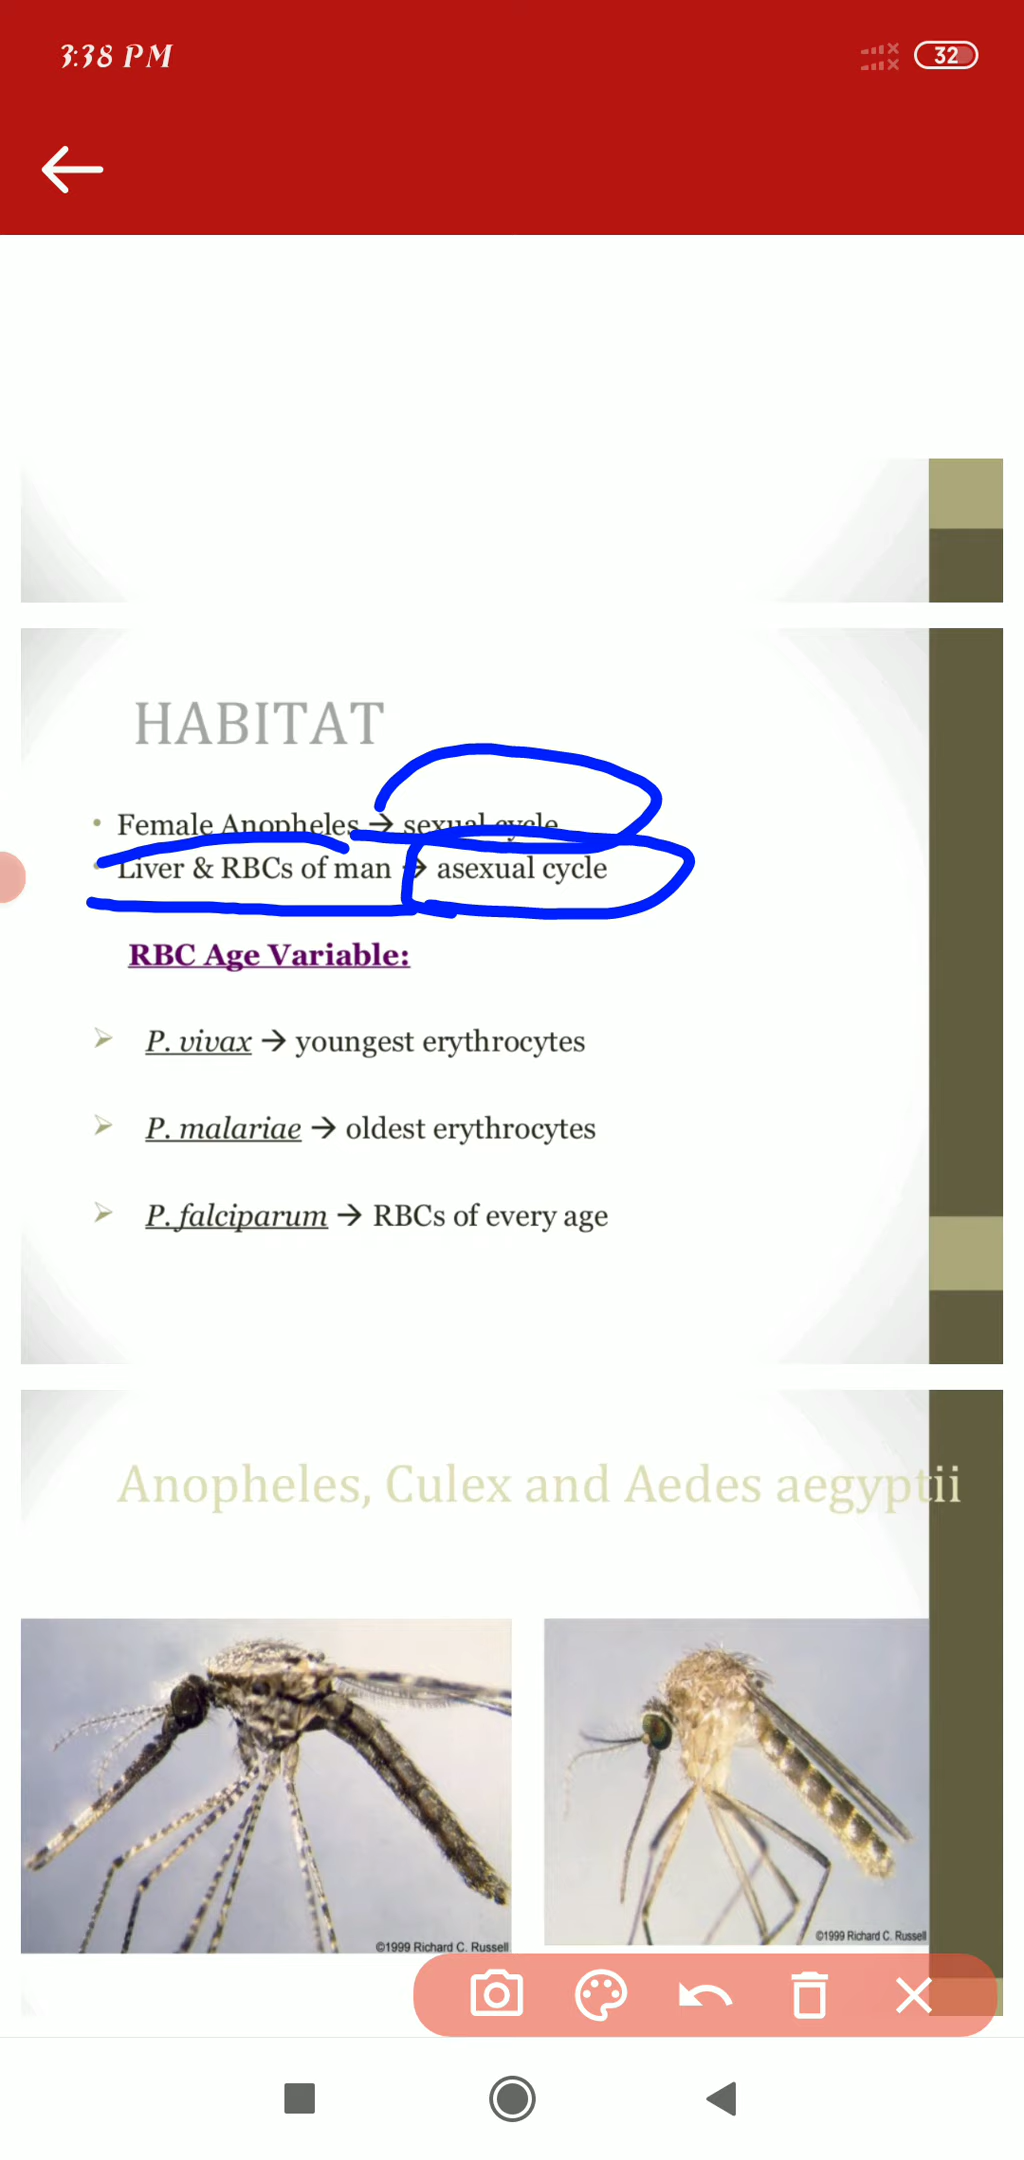 3:38 PM
32
HABITAT
• Female Anopheles → sexual cycle
• Liver & RBCs of man → asexual cycle
RBC Age Variable:
➢ P. vivax → youngest erythrocytes
➢ P. malariae → oldest erythrocytes
➢ P. falciparum → RBCs of every age
Anopheles, Culex and Aedes aegyptii
©1999 Richard C. Russell
©1999 Richard C. Russell